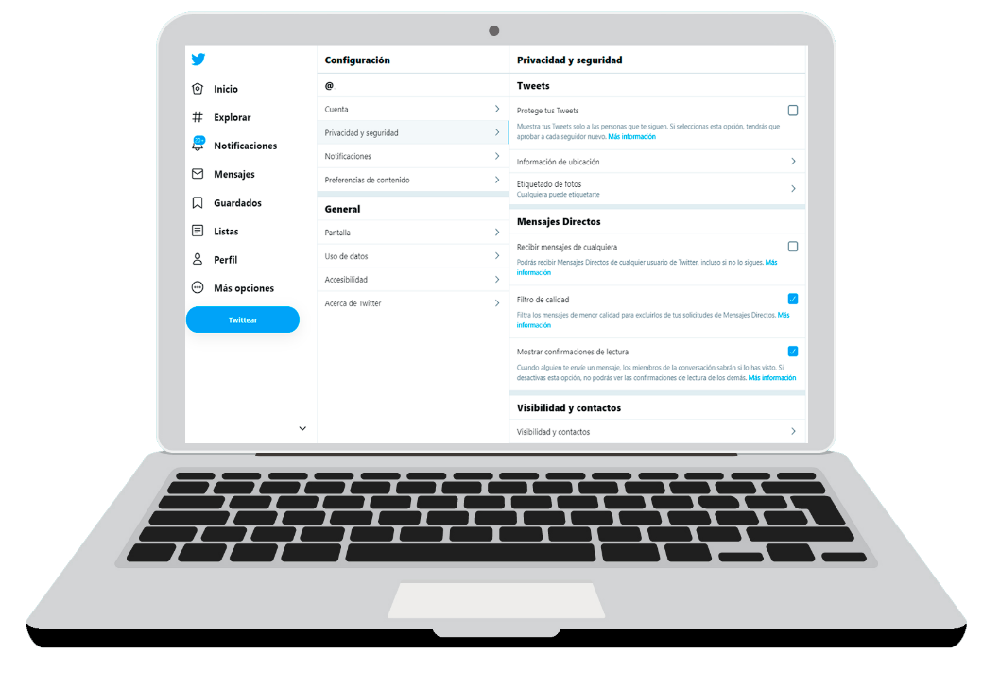 Inicio
Explorar
20+
Notificaciones
Mensajes
Guardados
Listas
Perfil
Más opciones
Twittear
Configuración
@
Cuenta
Privacidad y seguridad
Notificaciones
Preferencias de contenido
General
Pantalla
Uso de datos
Accesibilidad
Acerca de Twitter
Privacidad y seguridad
Tweets
Protege tus Tweets
Muestra tus Tweets solo a las personas que te siguen. Si seleccionas esta opción, tendrás que
aprobar a cada seguidor nuevo. Más información
Información de ubicación
Etiquetado de fotos
Cualquiera puede etiquetarte
Mensajes Directos
Recibir mensajes de cualquiera
Podrás recibir Mensajes Directos de cualquier usuario de Twitter, incluso si no lo sigues. Más
información
Filtro de calidad
Filtra los mensajes de menor calidad para excluirlos de tus solicitudes de Mensajes Directos. Más
información
Mostrar confirmaciones de lectura
Cuando alguien te envíe un mensaje, los miembros de la conversación sabrán si lo has visto. Si
desactivas esta opción, no podrás ver las confirmaciones de lectura de los demás. Más información
Visibilidad y contactos
Visibilidad y contactos